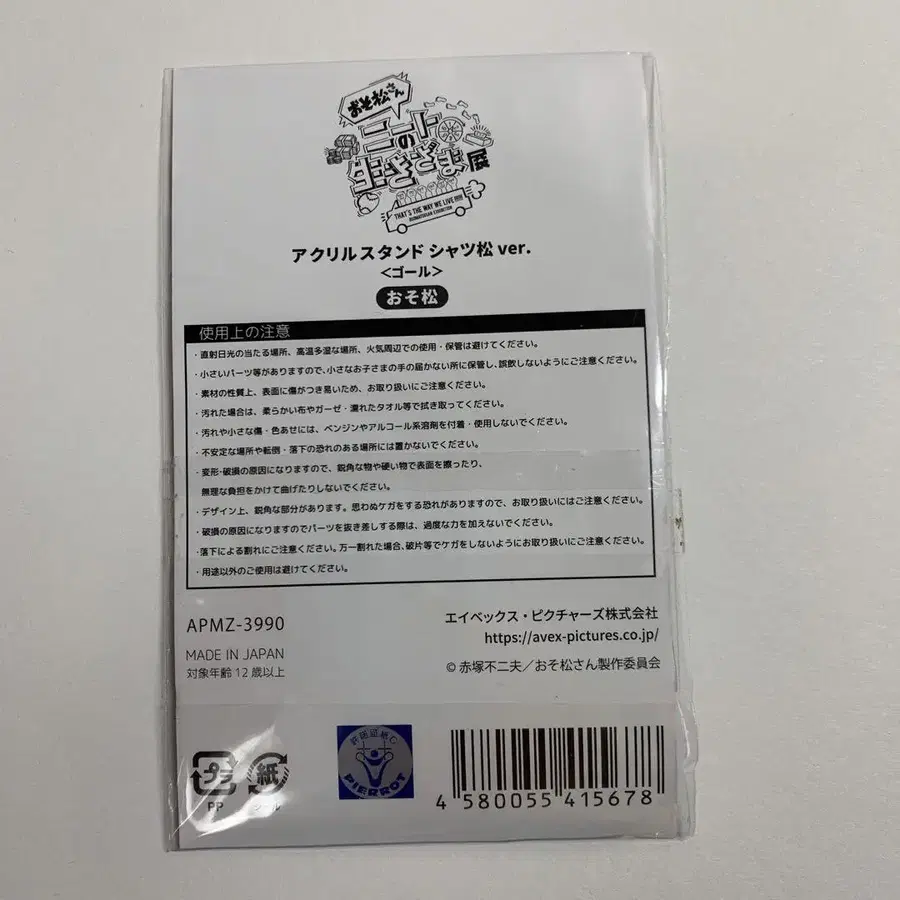 おそ松さん
ニートの
生きざま展
THAT'S THE WAY WE LIVE!!!!!
アクリルスタンド シャツ松 ver.
<ゴール>
おそ松
使用上の注意
・直射日光の当たる場所、高温多湿な場所、火気周辺での使用・保管は避けてください。
・小さいパーツ等がありますので、小さなお子さまの手の届かない所に保管し、誤飲しないようにご注意ください。
・素材の性質上、表面に傷がつき易いため、お取り扱いにご注意ください。
・汚れた場合は、柔らかい布やガーゼ・濡れたタオル等で拭き取ってください。
・汚れや小さな傷・色あせには、ベンジンやアルコール系溶剤を付着・使用しないでください。
・不安定な場所や転倒・落下の恐れのある場所には置かないでください。
・変形・破損の原因になりますので、鋭角な物や硬い物で表面を擦ったり、
無理な負担をかけて曲げたりしないでください。
・デザイン上、鋭角な部分があります。思わぬケガをする恐れがありますので、お取り扱いにはご注意ください。
・破損の原因になりますのでパーツを抜き差しする際は、過度な力を加えないでください。
・落下による割れにご注意ください。万一割れた場合、破片等でケガをしないようにお取り扱いにご注意ください。
・用途以外のご使用は避けてください。
APMZ-3990
MADE IN JAPAN
対象年齢12歳以上
エイベックス・ピクチャーズ株式会社
https://avex-pictures.co.jp/
© 赤塚不二夫／おそ松さん製作委員会
プラ
PP
紙
許諾証紙C
PIERROT
4 580055 415678